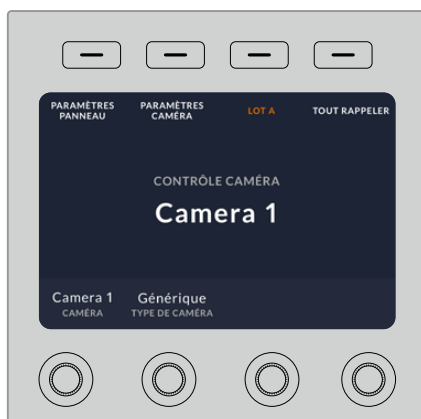 PARAMÈTRES PANNEAU
PARAMÈTRES CAMÉRA
LOT A
TOUT RAPPELER
CONTRÔLE CAMÉRA
Camera 1
Camera 1
CAMÉRA
Générique
TYPE DE CAMÉRA